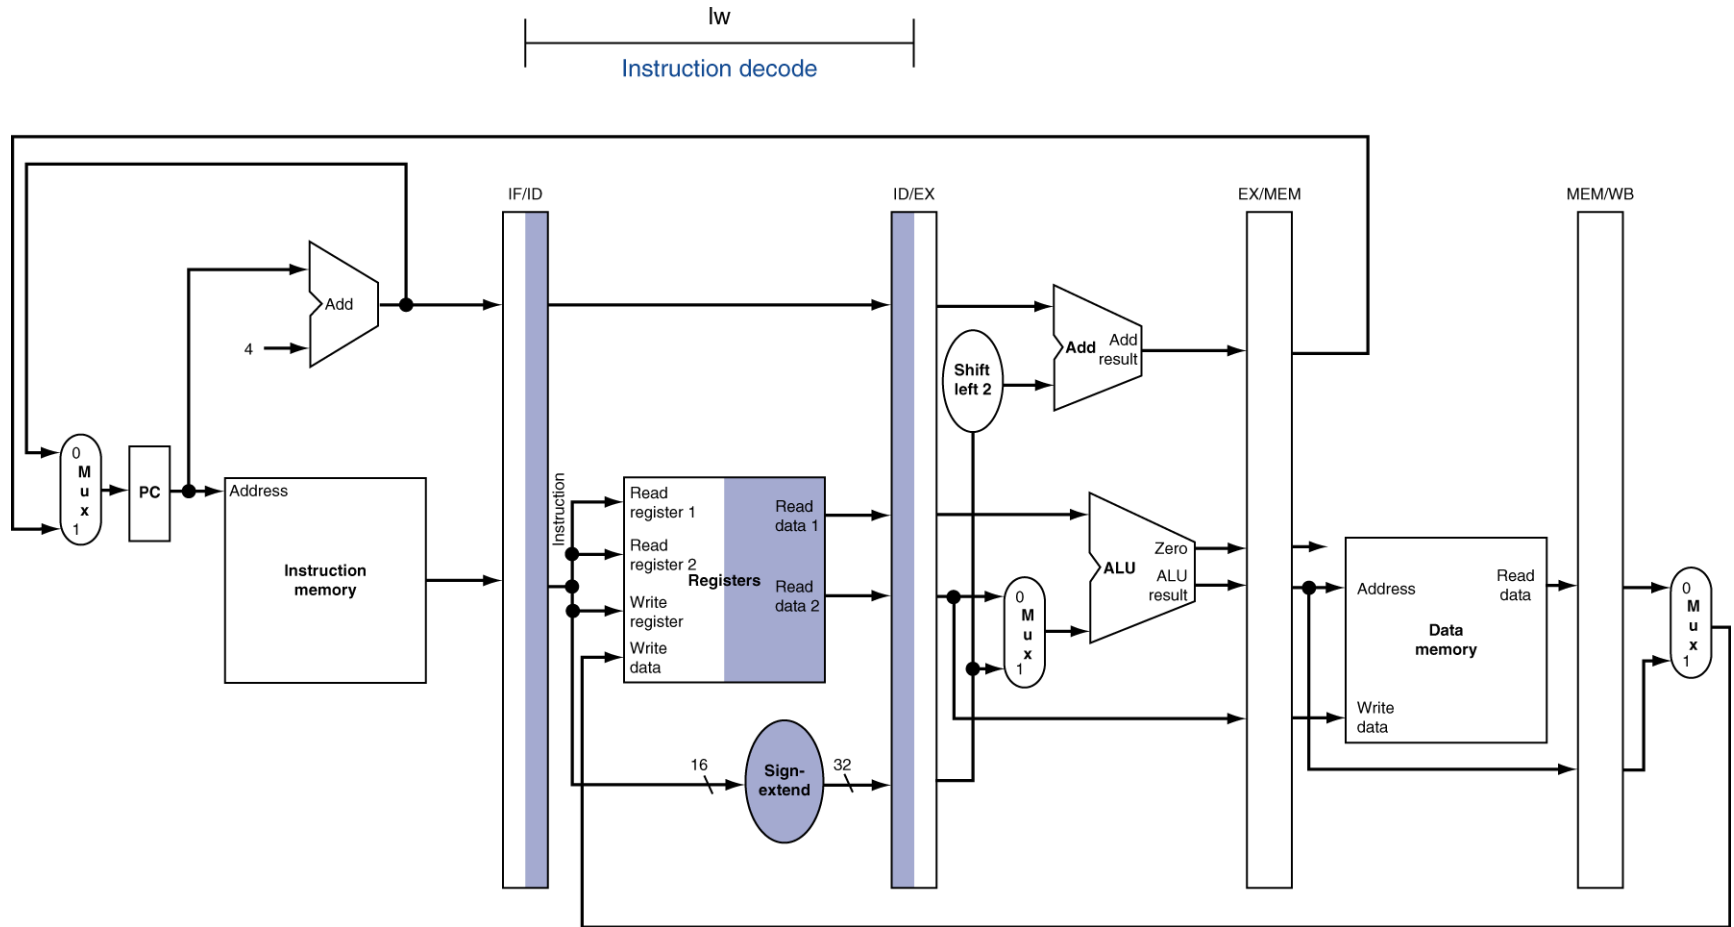 lw
Instruction decode
IF/ID
ID/EX
EX/MEM
MEM/WB
Add
4
Add
Add
result
Shift
left 2
0
M
u
x
1
PC
Address
Instruction
memory
Instruction
Read
register 1
Read
register 2
Write
register
Write
data
Registers
Read
data 1
Read
data 2
16
Sign-
extend
32
0
M
u
x
1
Zero
ALU
ALU
result
Address
Read
data
Data
memory
Write
data
0
M
u
x
1